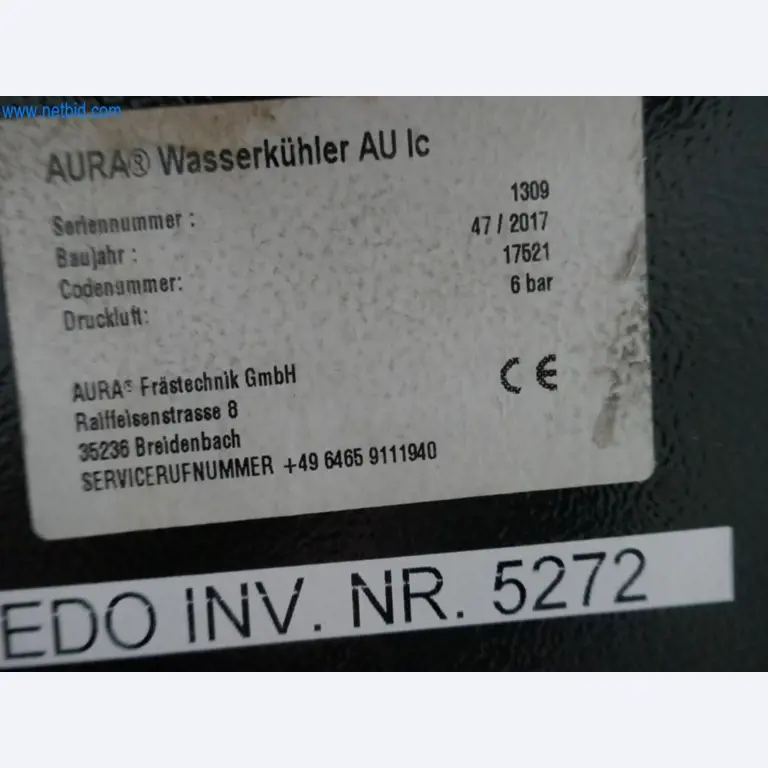 www.netbid.com
AURA® Wasserkühler AU Ic
Seriennummer : 1309
Baujahr : 47 / 2017
Codenummer: 17521
Druckluft: 6 bar
AURA® Frästechnik GmbH
Raiffeisenstrasse 8
35236 Breidenbach
SERVICERUFNUMMER +49 6465 9111940
CE
EDO INV. NR. 5272